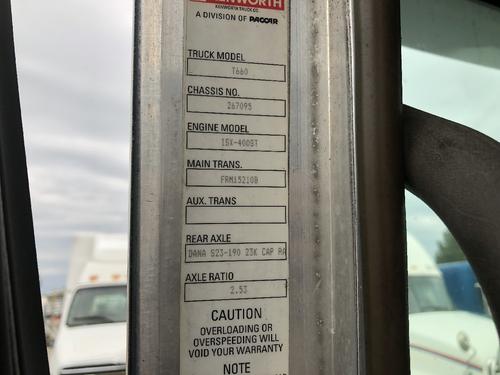 KENWORTH
KENWORTH TRUCK CO.
A DIVISION OF PACCAR
TRUCK MODEL
T660
CHASSIS NO.
267095
ENGINE MODEL
ISX-400ST
MAIN TRANS.
FRM15210B
AUX. TRANS
REAR AXLE
DANA S23-190 23K CAP RA
AXLE RATIO
2.53
CAUTION
OVERLOADING OR
OVERSPEEDING WILL
VOID YOUR WARRANTY
NOTE